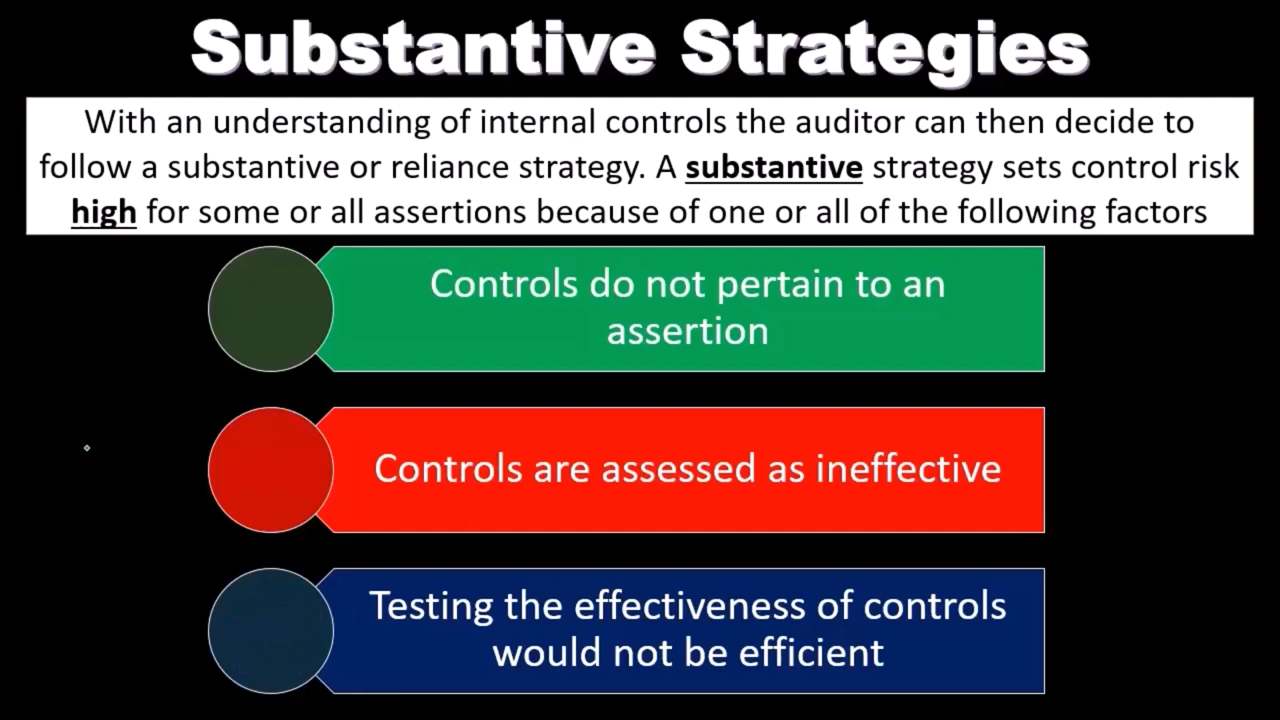 Substantive Strategies
With an understanding of internal controls the auditor can then decide to
follow a substantive or reliance strategy. A substantive strategy sets control risk
high for some or all assertions because of one or all of the following factors
Controls do not pertain to an
assertion
Controls are assessed as ineffective
Testing the effectiveness of controls
would not be efficient